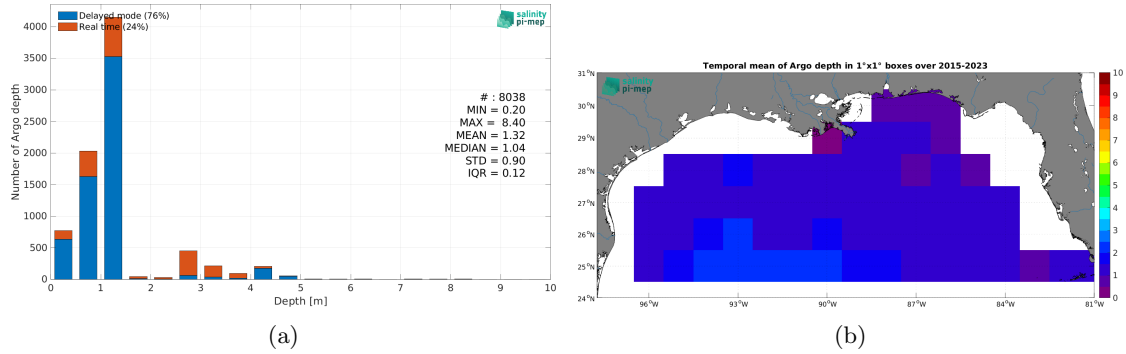 Delayed mode (76%)
Real time (24%)
salinity
pi-mep
Number of Argo depth
4000
3500
3000
2500
2000
1500
1000
500
0
# : 8038
MIN = 0.20
MAX = 8.40
MEAN = 1.32
MEDIAN = 1.04
STD = 0.90
IQR = 0.12
0 1 2 3 4 5 6 7 8 9 10
Depth [m]
(a)
Temporal mean of Argo depth in 1°x1° boxes over 2015-2023
salinity
pi-mep
31°N
30°N
29°N
28°N
27°N
26°N
25°N
24°N
96°W 93°W 90°W 87°W 84°W 81°W
10
9
8
7
6
5
4
3
2
1
0
(b)